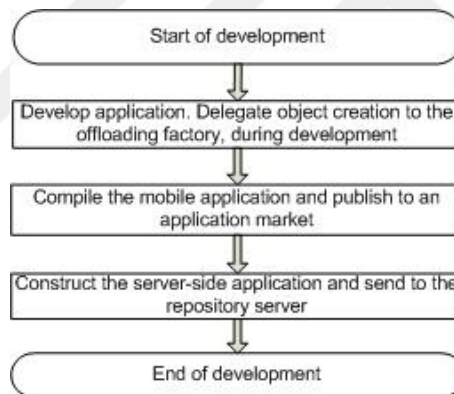 Start of development
Develop application. Delegate object creation to the
offloading factory, during development
Compile the mobile application and publish to an
application market
Construct the server-side application and send to the
repository server
End of development